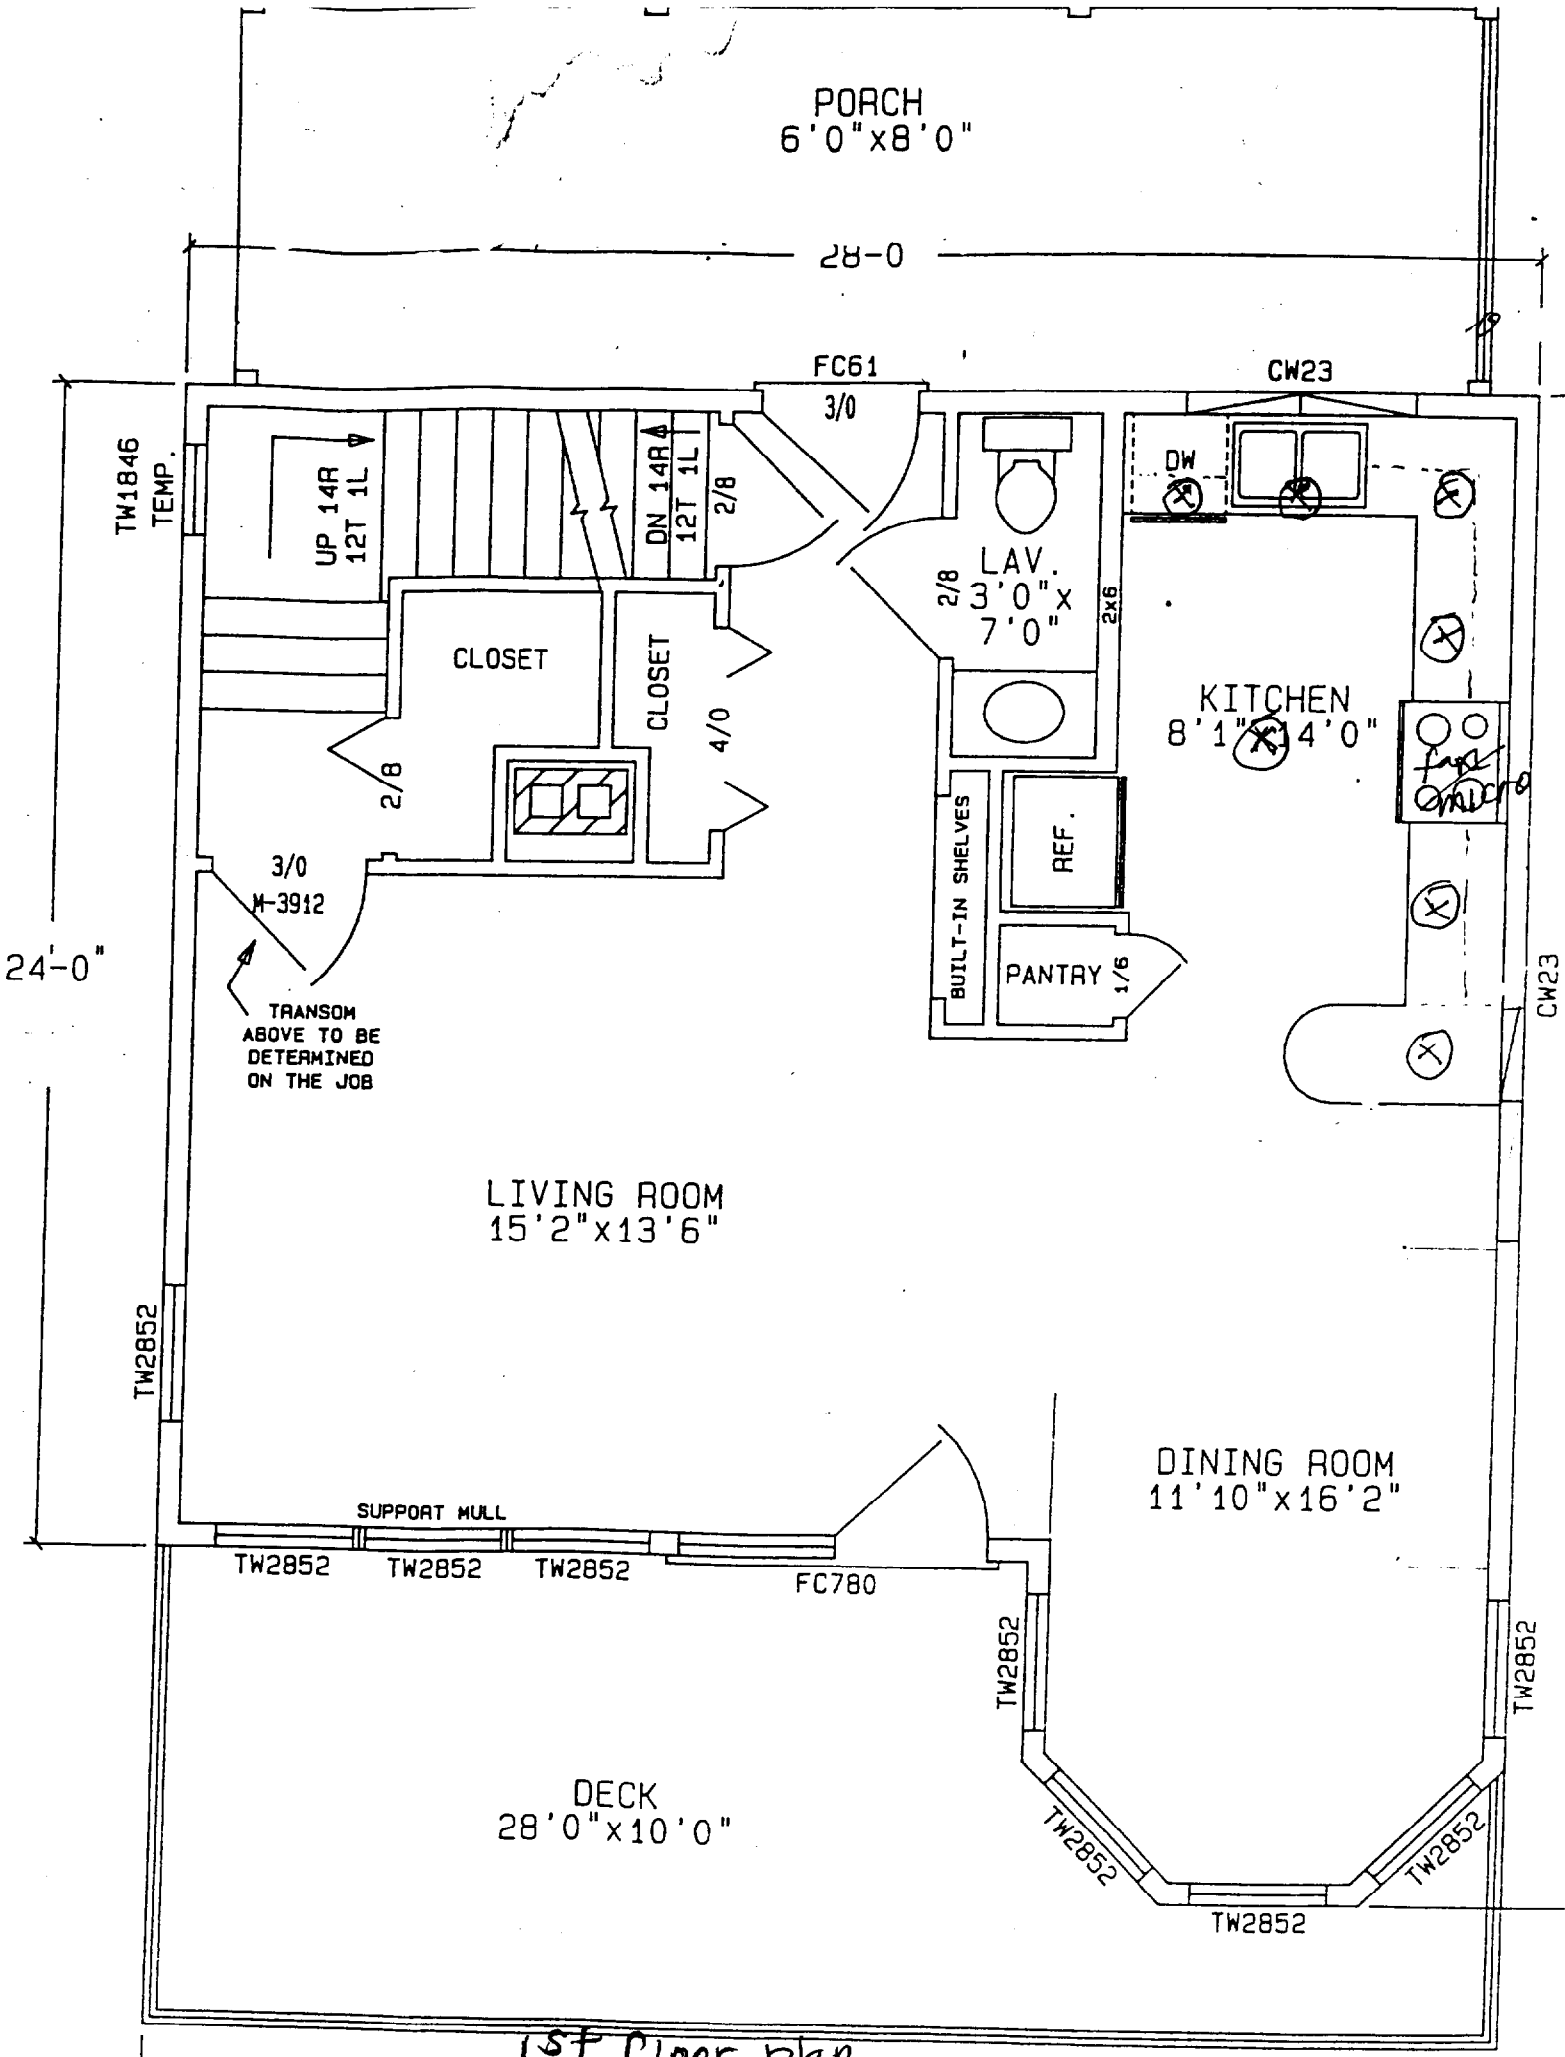 PORCH
6'0"x8'0"
28-0
FC61
3/0
CW23
TW1846
TEMP.
UP 14R
12T 1L
DN 14R
12T 1L
2/8
DW
LAV.
3'0"x
7'0"
2/8
2x6
CLOSET
CLOSET
4/0
2/8
KITCHEN
8'1"x14'0"
micro
BUILT-IN SHELVES
REF.
PANTRY
1/6
3/0
M-3912
24'-0"
TRANSOM
ABOVE TO BE
DETERMINED
ON THE JOB
CW23
LIVING ROOM
15'2"x13'6"
TW2852
DINING ROOM
11'10"x16'2"
SUPPORT MULL
TW2852
TW2852
TW2852
FC780
TW2852
TW2852
DECK
28'0"x10'0"
TW2852
TW2852
TW2852
1st floor plan